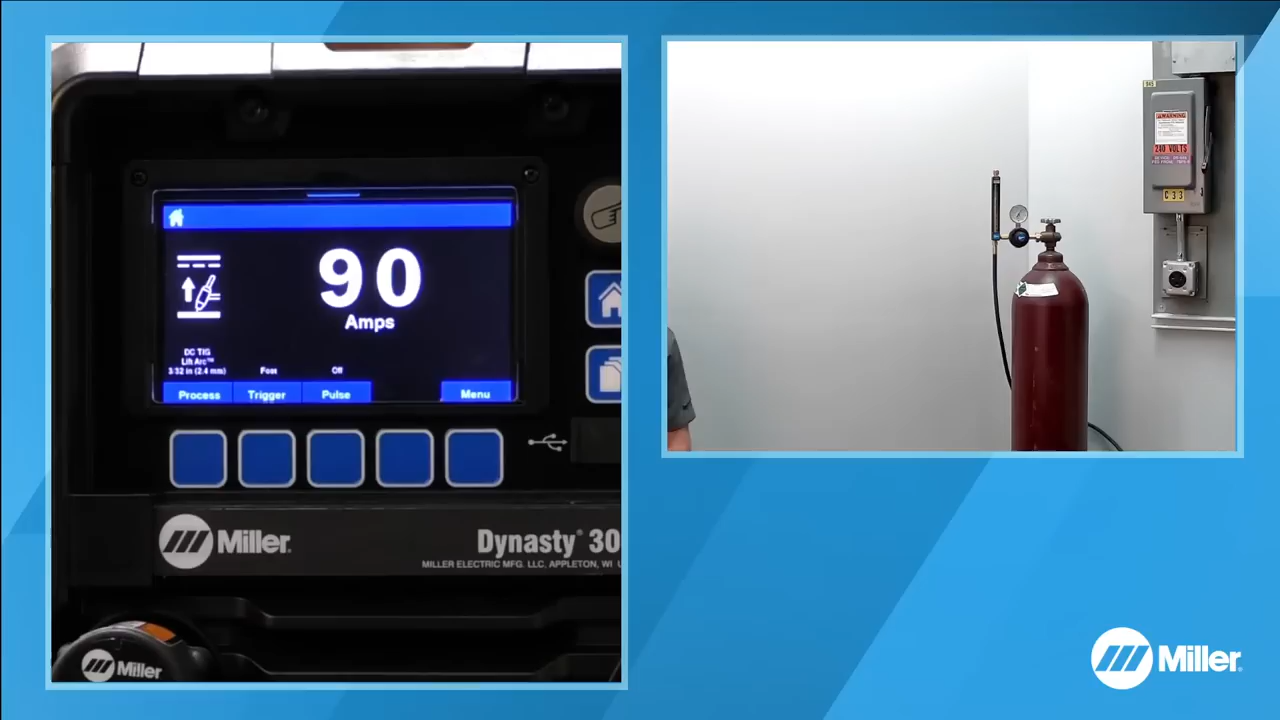 90
Amps
DC TIG
Lift Arc™
3/32 in (2.4 mm)
Foot
Off
Process
Trigger
Pulse
Menu
Miller®
Dynasty® 30
MILLER ELECTRIC MFG. LLC, APPLETON, WI U
Miller
WARNING
240 VOLTS
C33
Miller®